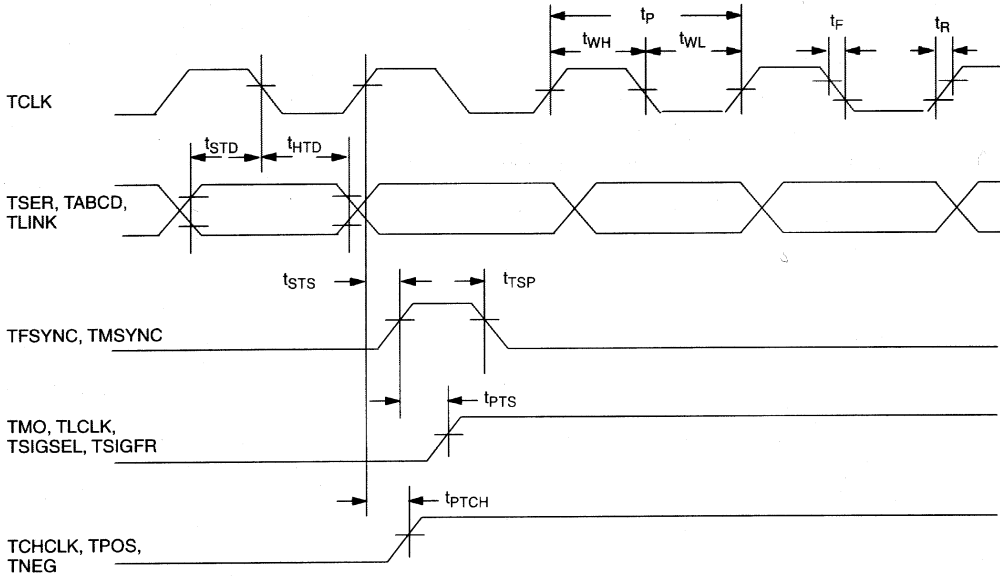 tP
tF
tR
tWH
tWL
TCLK
tSTD
tHTD
TSER, TABCD,
TLINK
tSTS
tTSP
TFSYNC, TMSYNC
tPTS
TMO, TLCLK,
TSIGSEL, TSIGFR
tPTCH
TCHCLK, TPOS,
TNEG